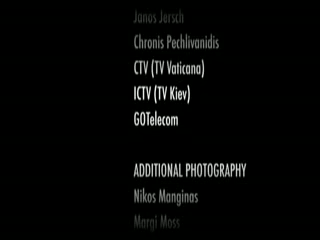 Janos Jersch
Chronis Pechlivanidis
CTV (TV Vaticana)
ICTV (TV Kiev)
GOTelecom
ADDITIONAL PHOTOGRAPHY
Nikos Manginas
Margi Moss